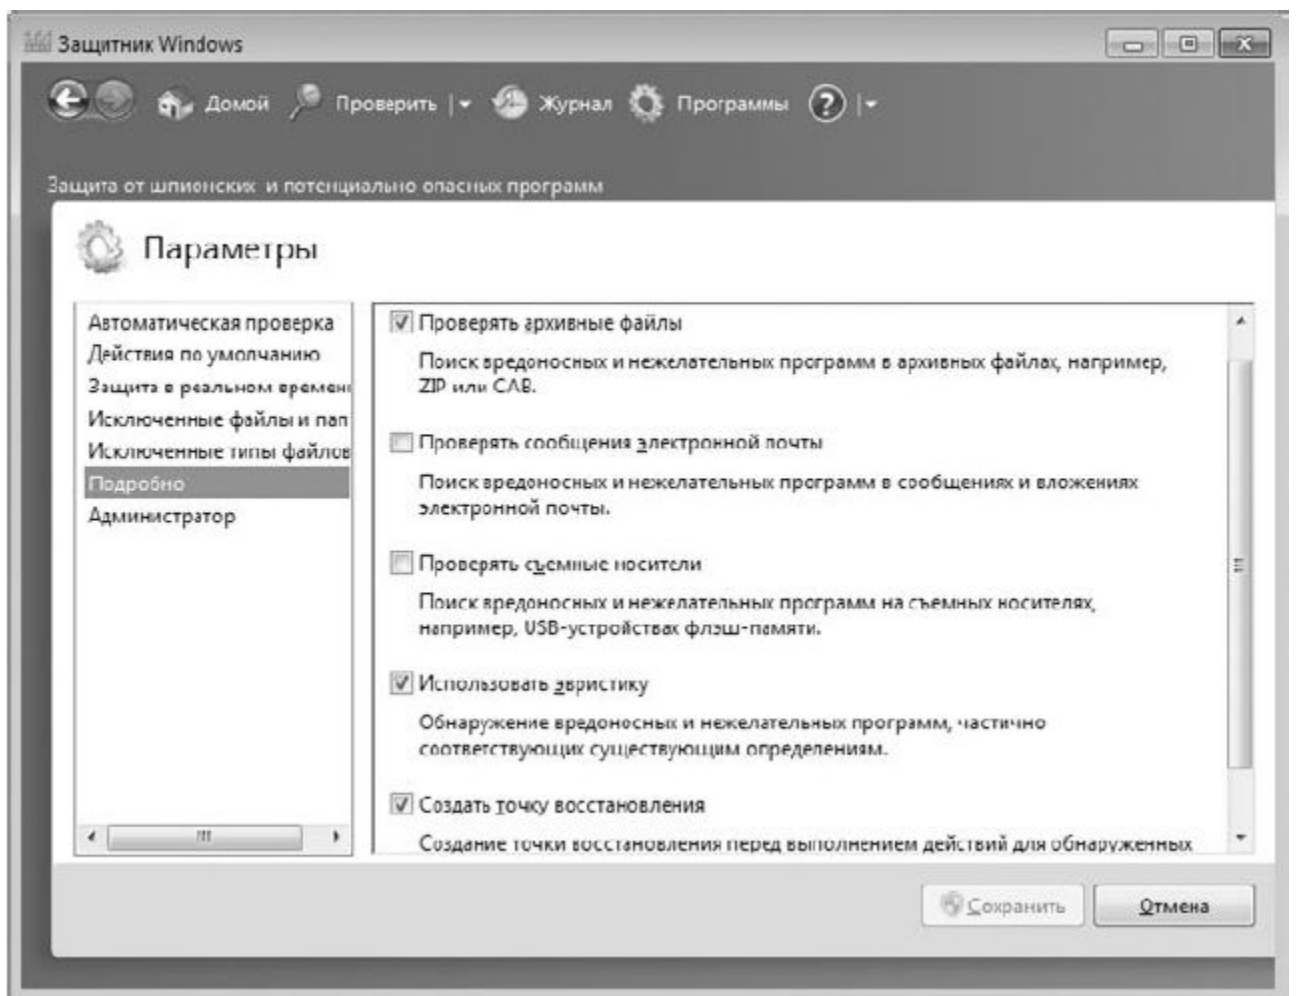 Защитник Windows
Домой Проверить Журнал Программы ?
Защита от шпионских и потенциально опасных программ
Параметры
Автоматическая проверка
Действия по умолчанию
Защита в реальном времени
Исключенные файлы и пап
Исключенные типы файлов
Подробно
Администратор
Проверять архивные файлы
Поиск вредоносных и нежелательных программ в архивных файлах, например,
ZIP или CAB.
Проверять сообщения электронной почты
Поиск вредоносных и нежелательных программ в сообщениях и вложениях
электронной почты.
Проверять съемные носители
Поиск вредоносных и нежелательных программ на съемных носителях,
например, USB-устройствах флэш-памяти.
Использовать эвристику
Обнаружение вредоносных и нежелательных программ, частично
соответствующих существующим определениям.
Создать точку восстановления
Создание точки восстановления перед выполнением действий для обнаруженных
Сохранить Отмена